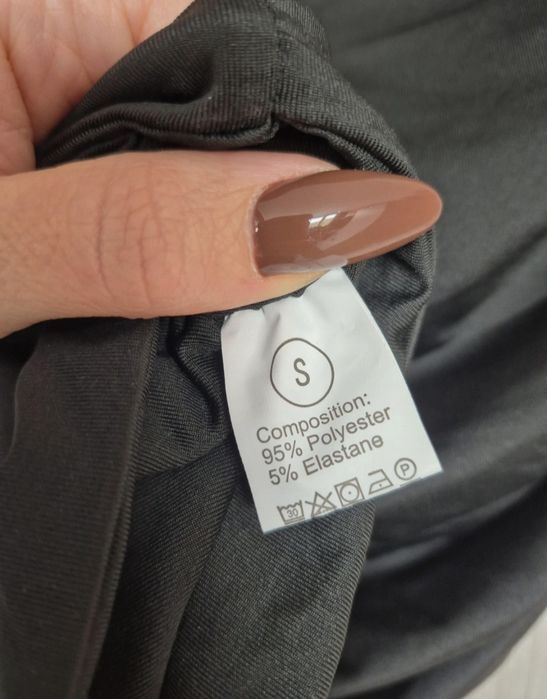 S
Composition:
95% Polyester
5% Elastane
30 P